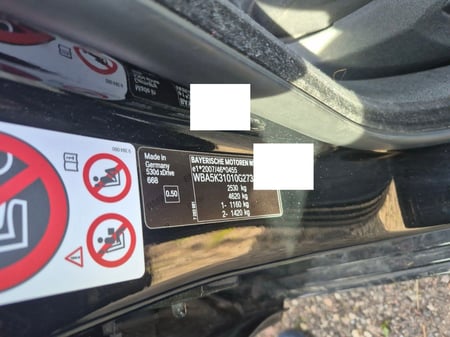 Made in
Germany
530d xDrive
668
0.50
BAYERISCHE MOTOREN W
e1*2007/46*0455
WBA5K31010G273
2530 kg
4620 kg
1- 1160 kg
2- 1420 kg